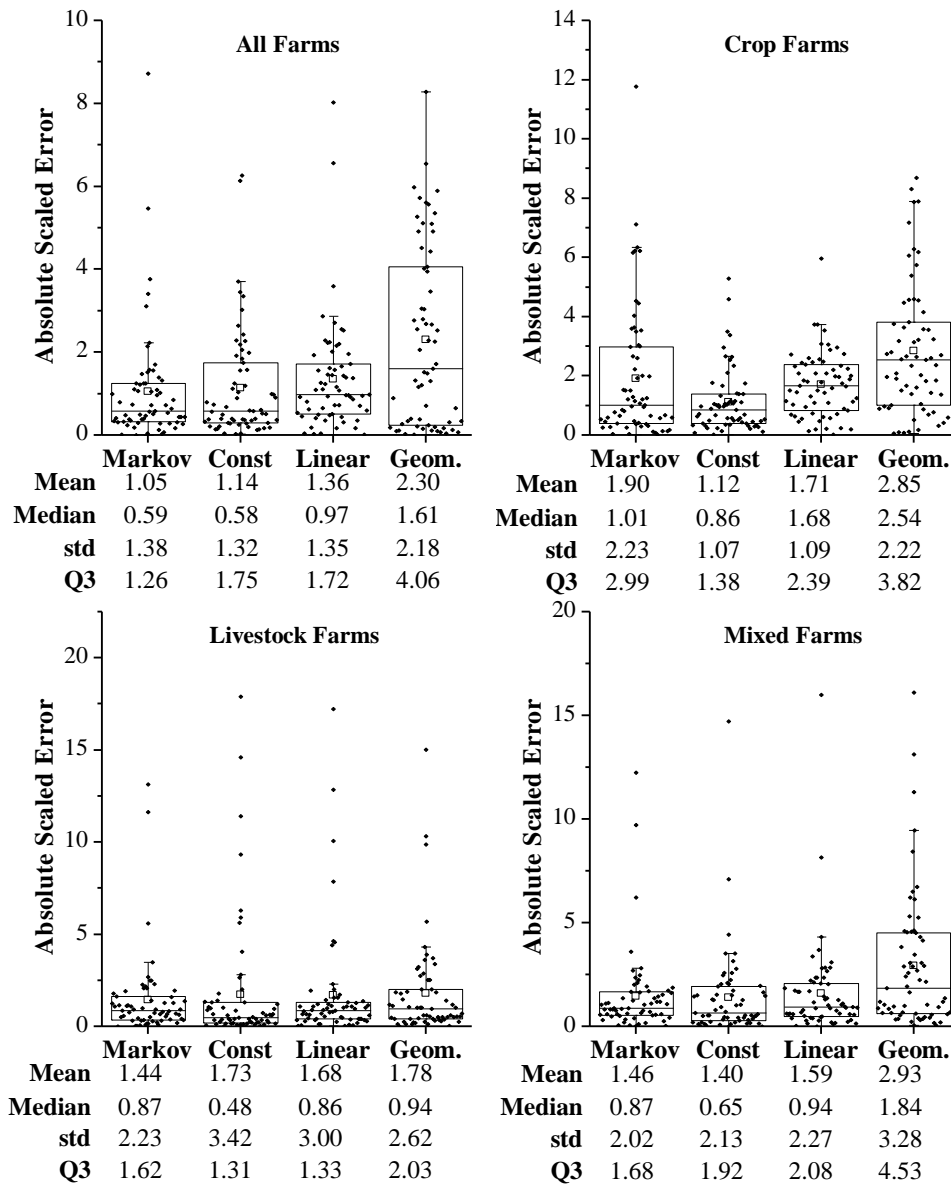 All Farms
Absolute Scaled Error
10
8
6
4
2
0
Markov Const Linear Geom.
Mean 1.05 1.14 1.36 2.30
Median 0.59 0.58 0.97 1.61
std 1.38 1.32 1.35 2.18
Q3 1.26 1.75 1.72 4.06
Crop Farms
Absolute Scaled Error
14
12
10
8
6
4
2
0
Markov Const Linear Geom.
1.90 1.12 1.71 2.85
1.01 0.86 1.68 2.54
2.23 1.07 1.09 2.22
2.99 1.38 2.39 3.82
Livestock Farms
Absolute Scaled Error
20
15
10
5
0
Markov Const Linear Geom.
Mean 1.44 1.73 1.68 1.78
Median 0.87 0.48 0.86 0.94
std 2.23 3.42 3.00 2.62
Q3 1.62 1.31 1.33 2.03
Mixed Farms
Absolute Scaled Error
20
15
10
5
0
Markov Const Linear Geom.
Mean 1.46 1.40 1.59 2.93
Median 0.87 0.65 0.94 1.84
std 2.02 2.13 2.27 3.28
Q3 1.68 1.92 2.08 4.53